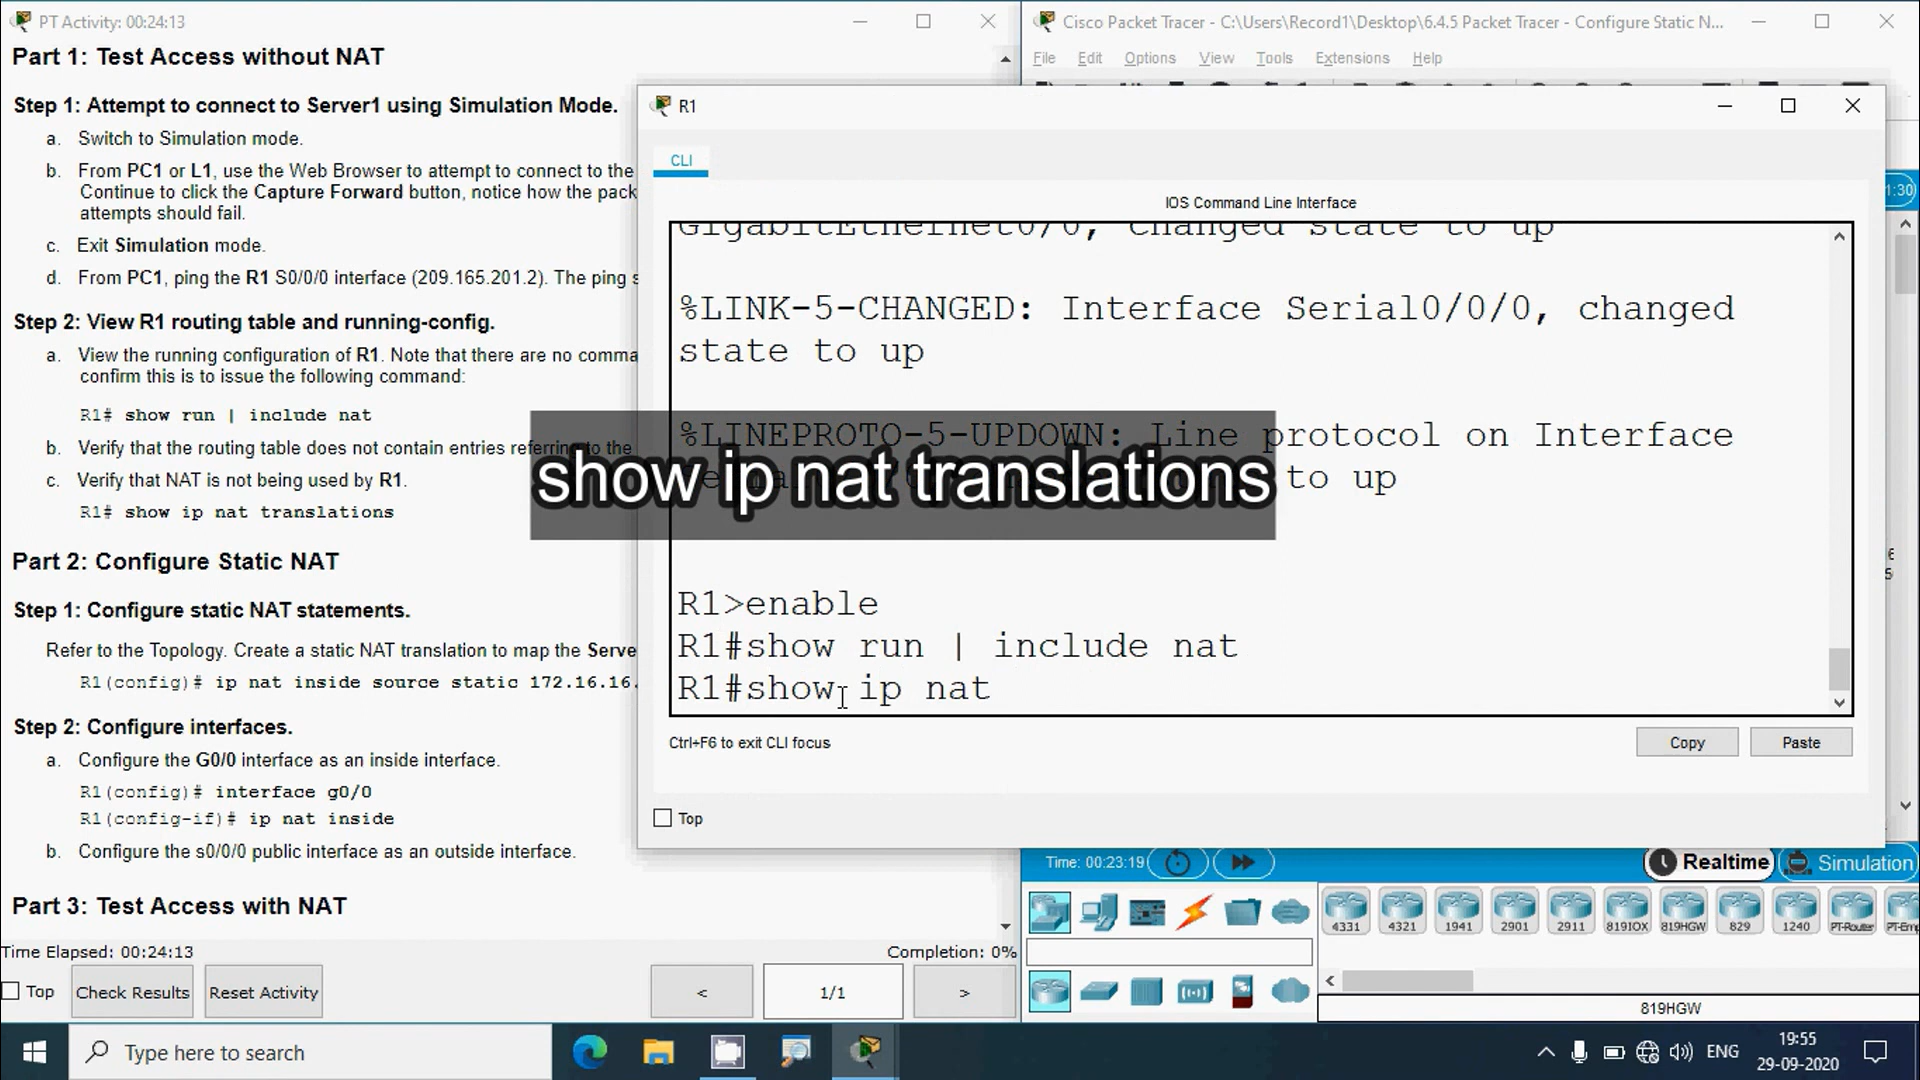 PT Activity: 00:24:13
Part 1: Test Access without NAT
Step 1: Attempt to connect to Server1 using Simulation Mode.
a. Switch to Simulation mode.
b. From PC1 or L1, use the Web Browser to attempt to connect to the
Continue to click the Capture Forward button, notice how the pack
attempts should fail.
c. Exit Simulation mode.
d. From PC1, ping the R1 S0/0/0 interface (209.165.201.2). The ping s
Step 2: View R1 routing table and running-config.
a. View the running configuration of R1. Note that there are no comma
confirm this is to issue the following command:
R1# show run | include nat
b. Verify that the routing table does not contain entries referring to the
c. Verify that NAT is not being used by R1.
R1# show ip nat translations
Part 2: Configure Static NAT
Step 1: Configure static NAT statements.
Refer to the Topology. Create a static NAT translation to map the Serve
R1(config)# ip nat inside source static 172.16.16.
Step 2: Configure interfaces.
a. Configure the G0/0 interface as an inside interface.
R1(config)# interface g0/0
R1(config-if)# ip nat inside
b. Configure the s0/0/0 public interface as an outside interface.
Part 3: Test Access with NAT
Time Elapsed: 00:24:13
Completion: 0%
Top
Check Results
Reset Activity
<
1/1
>
Cisco Packet Tracer - C:\Users\Record1\Desktop\6.4.5 Packet Tracer - Configure Static N...
File Edit Options View Tools Extensions Help
1:30
R1
CLI
IOS Command Line Interface
GigabitEthernet0/0, changed state to up
%LINK-5-CHANGED: Interface Serial0/0/0, changed
state to up
%LINEPROTO-5-UPDOWN: Line protocol on Interface
to up
show ip nat translations
R1>enable
R1#show run | include nat
R1#show ip nat
Ctrl+F6 to exit CLI focus
Copy
Paste
Top
Time: 00:23:19
Realtime
Simulation
4331 4321 1941 2901 2911 819IOX 819HGW 829 1240 PT-Router PT-Emp
819HGW
Type here to search
ENG
19:55
29-09-2020